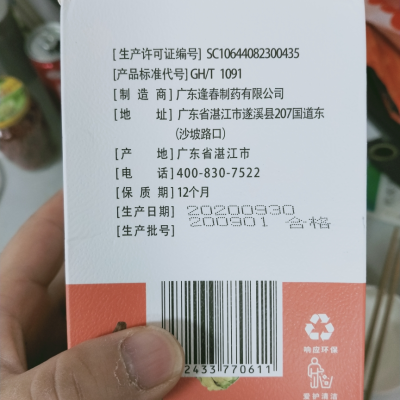 [生产许可证编号] SC10644082300435
[产品标准代号] GH/T 1091
[制造商] 广东逢春制药有限公司
[地址] 广东省湛江市遂溪县207国道东
(沙坡路口)
[产地] 广东省湛江市
[电话] 400-830-7522
[保质期] 12个月
[生产日期] 20200930
[生产批号] 200901 合格
2433 770611
响应环保
爱护清洁